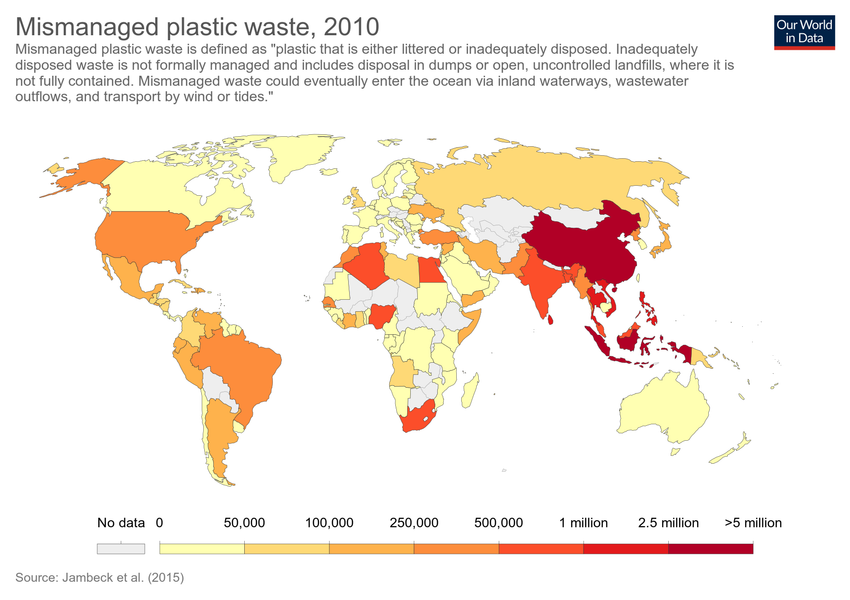 Mismanaged plastic waste, 2010
Our World
in Data
Mismanaged plastic waste is defined as "plastic that is either littered or inadequately disposed. Inadequately
disposed waste is not formally managed and includes disposal in dumps or open, uncontrolled landfills, where it is
not fully contained. Mismanaged waste could eventually enter the ocean via inland waterways, wastewater
outflows, and transport by wind or tides."
No data 0 50,000 100,000 250,000 500,000 1 million 2.5 million >5 million
Source: Jambeck et al. (2015)